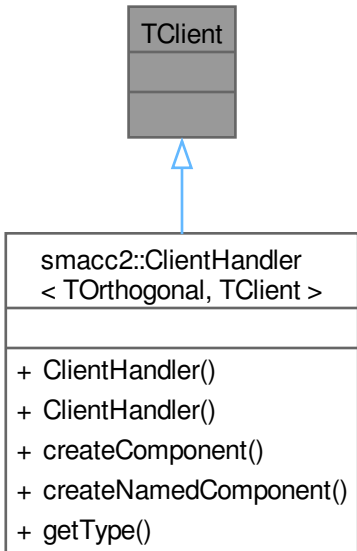 TClient
smacc2::ClientHandler
< TOrthogonal, TClient >
+ ClientHandler()
+ ClientHandler()
+ createComponent()
+ createNamedComponent()
+ getType()